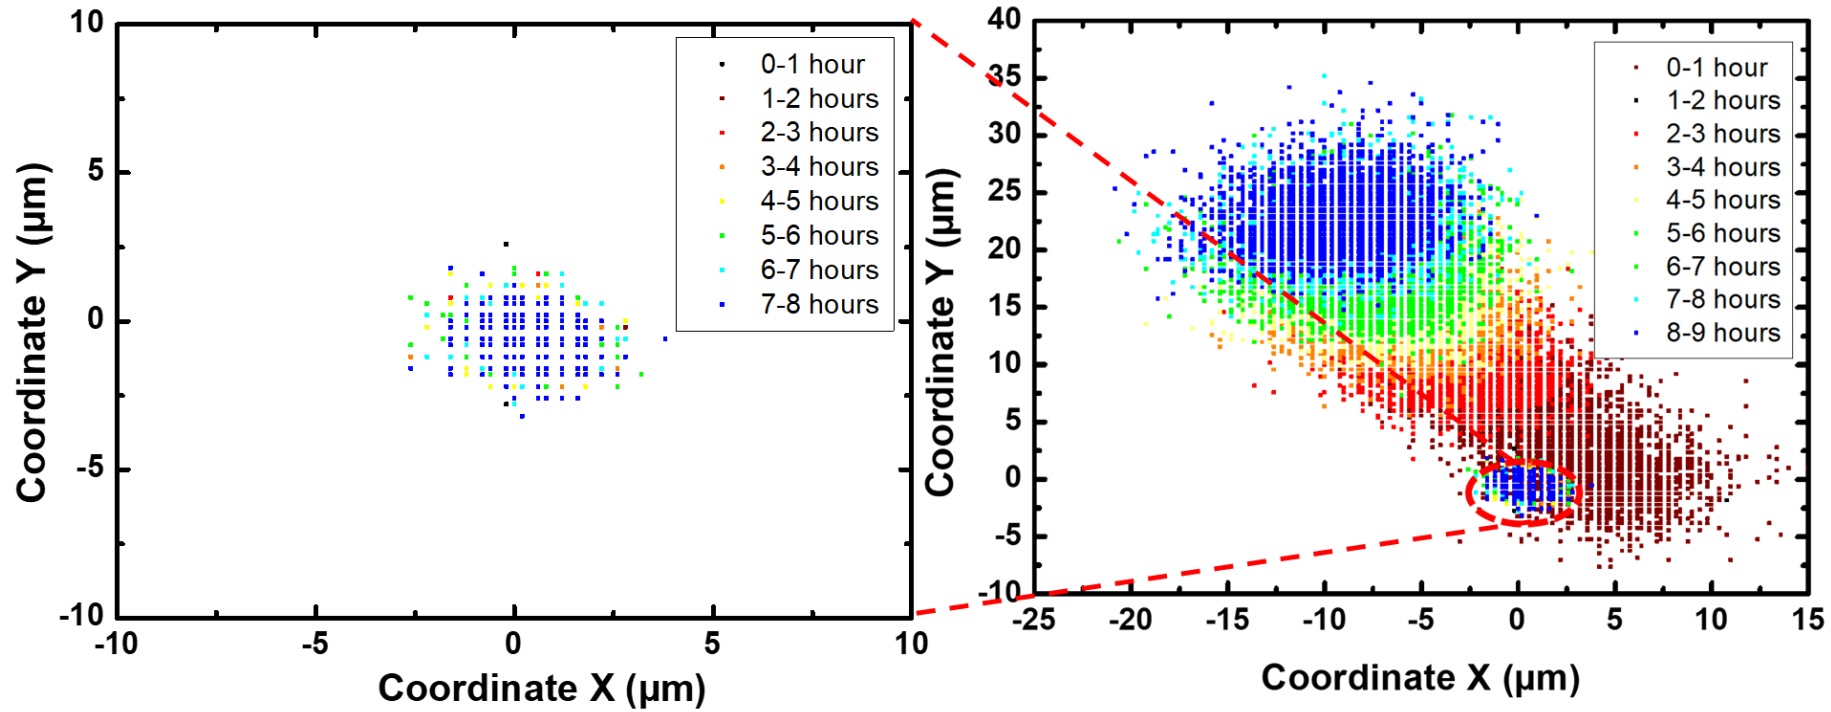 10
5
0
-5
-10
-10
-5
0
5
10
Coordinate Y (µm)
Coordinate X (µm)
0-1 hour
1-2 hours
2-3 hours
3-4 hours
4-5 hours
5-6 hours
6-7 hours
7-8 hours
40
35
30
25
20
15
10
5
0
-5
-10
-25
-20
-15
-10
-5
0
5
10
15
Coordinate Y (µm)
Coordinate X (µm)
0-1 hour
1-2 hours
2-3 hours
3-4 hours
4-5 hours
5-6 hours
6-7 hours
7-8 hours
8-9 hours